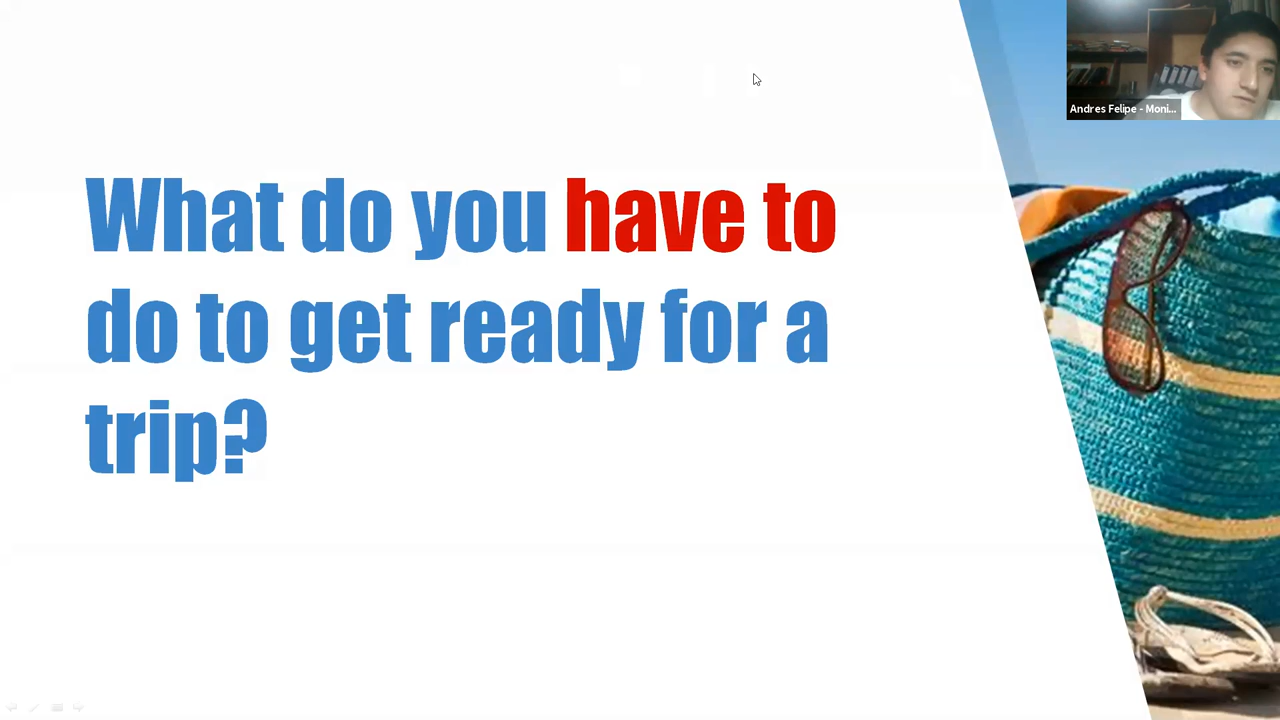 Andres Felipe - Moni...
What do you have to
do to get ready for a
trip?